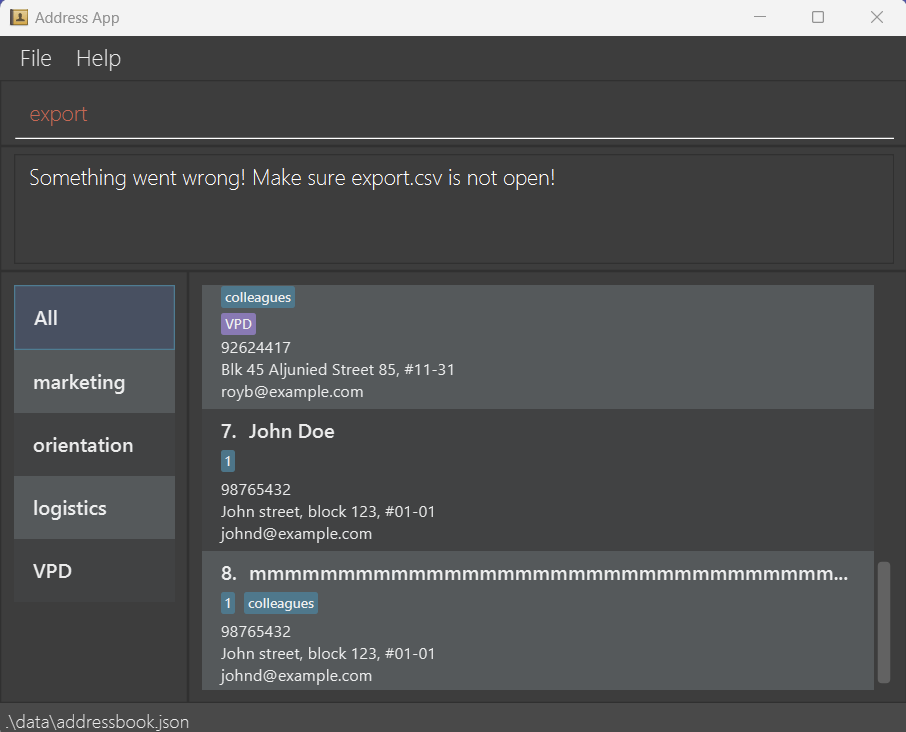 Address App
File Help
export
Something went wrong! Make sure export.csv is not open!
All
marketing
orientation
logistics
VPD
colleagues
VPD
92624417
Blk 45 Aljunied Street 85, #11-31
royb@example.com
7. John Doe
1
98765432
John street, block 123, #01-01
johnd@example.com
8. mmmmmmmmmmmmmmmmmmmmmmmmmmmmmmmmm...
1 colleagues
98765432
John street, block 123, #01-01
johnd@example.com
.\data\addressbook.json